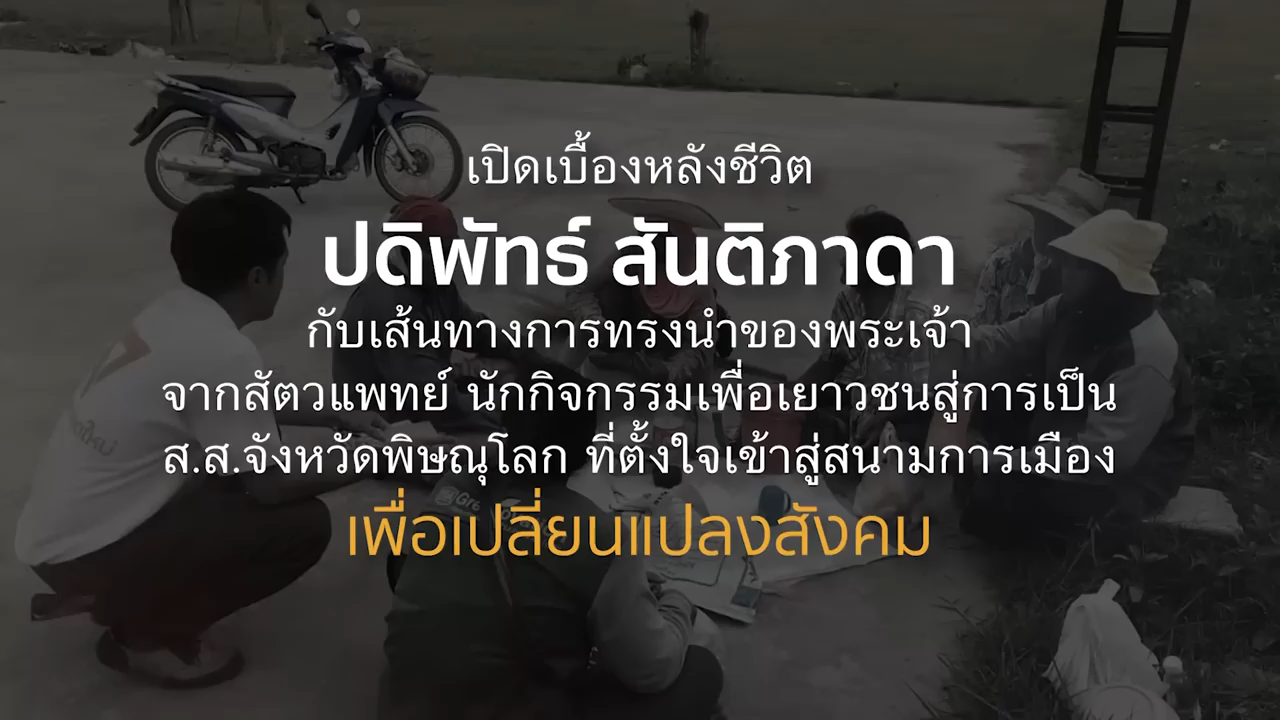 เปิดเบื้องหลังชีวิต
ปดิพัทธ์ สันติภาดา
กับเส้นทางการทรงนำของพระเจ้า
จากสัตวแพทย์ นักกิจกรรมเพื่อเยาวชนสู่การเป็น
ส.ส.จังหวัดพิษณุโลก ที่ตั้งใจเข้าสู่สนามการเมือง
เพื่อเปลี่ยนแปลงสังคม